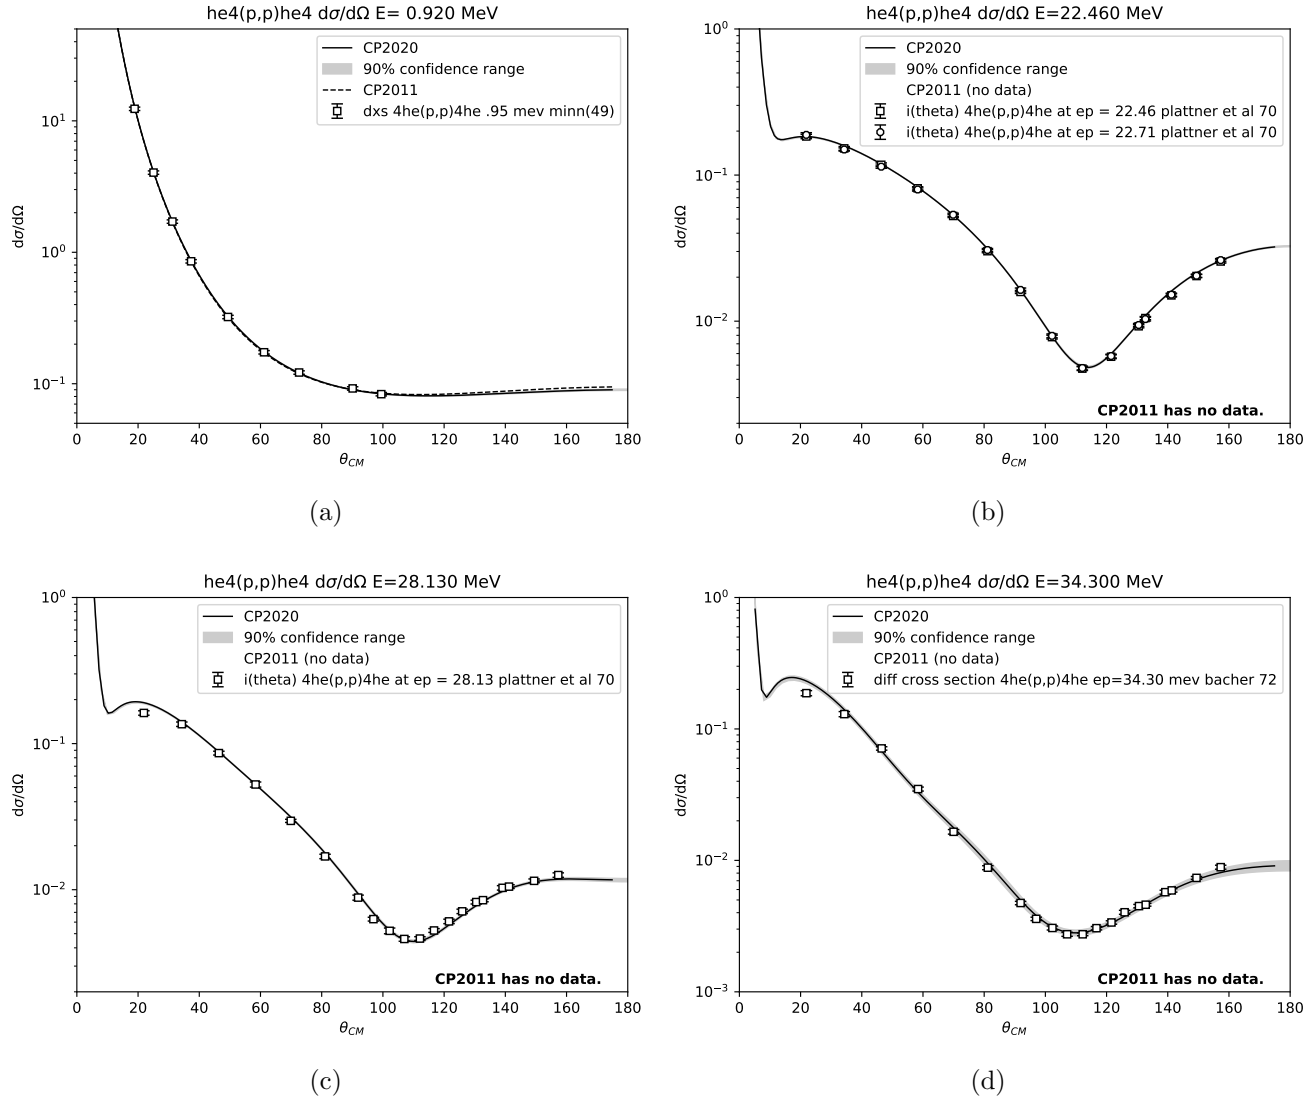 he4(p,p)he4 dσ/dΩ E= 0.920 MeV
CP2020
90% confidence range
CP2011
dxs 4he(p,p)4he .95 mev minn(49)
10¹
10⁰
10⁻¹
dσ/dΩ
0 20 40 60 80 100 120 140 160 180
θCM
(a)
he4(p,p)he4 dσ/dΩ E=22.460 MeV
CP2020
90% confidence range
CP2011 (no data)
i(theta) 4he(p,p)4he at ep = 22.46 plattner et al 70
i(theta) 4he(p,p)4he at ep = 22.71 plattner et al 70
10⁰
10⁻¹
10⁻²
dσ/dΩ
CP2011 has no data.
0 20 40 60 80 100 120 140 160 180
θCM
(b)
he4(p,p)he4 dσ/dΩ E=28.130 MeV
CP2020
90% confidence range
CP2011 (no data)
i(theta) 4he(p,p)4he at ep = 28.13 plattner et al 70
10⁰
10⁻¹
10⁻²
dσ/dΩ
CP2011 has no data.
0 20 40 60 80 100 120 140 160 180
θCM
(c)
he4(p,p)he4 dσ/dΩ E=34.300 MeV
CP2020
90% confidence range
CP2011 (no data)
diff cross section 4he(p,p)4he ep=34.30 mev bacher 72
10⁰
10⁻¹
10⁻²
10⁻³
dσ/dΩ
CP2011 has no data.
0 20 40 60 80 100 120 140 160 180
θCM
(d)